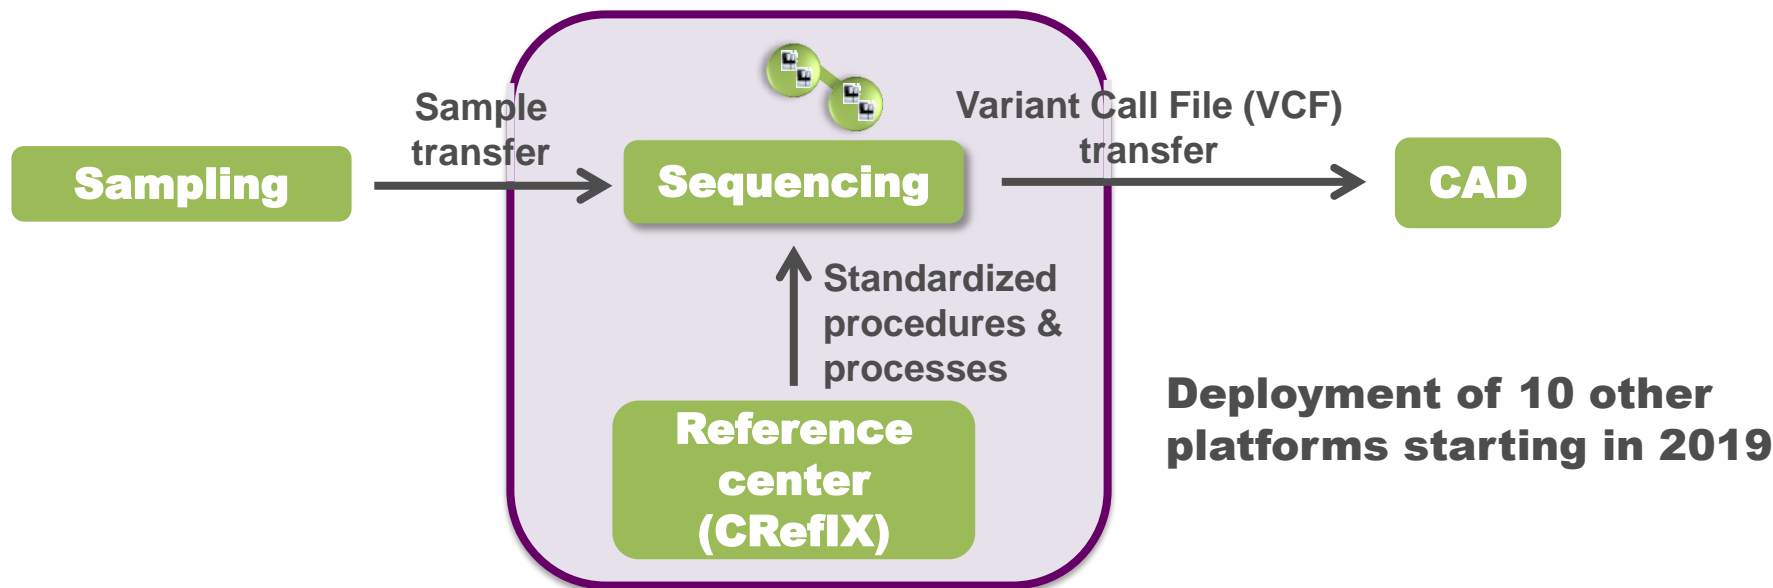 Sample
transfer
Variant Call File (VCF)
transfer
Sampling
Sequencing
CAD
Standardized
procedures &
processes
Reference
center
(CRefIX)
Deployment of 10 other
platforms starting in 2019